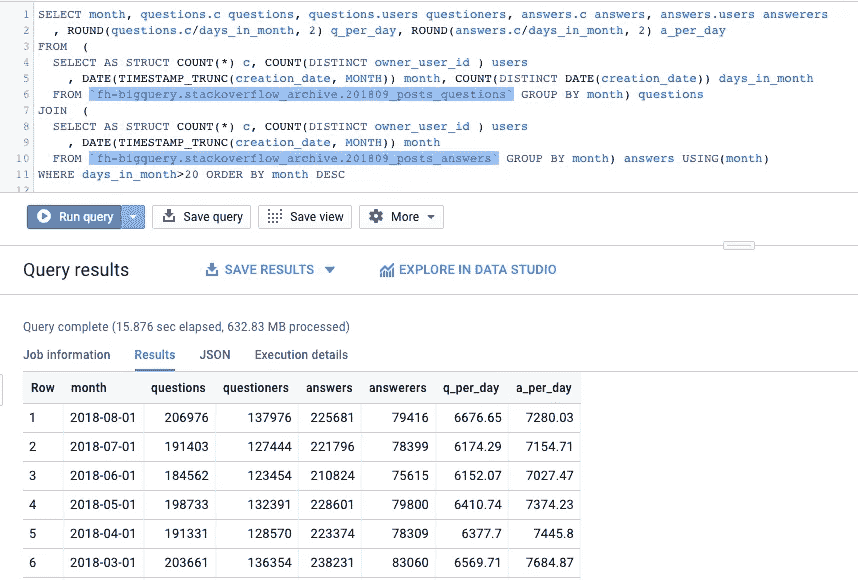 1 SELECT month, questions.c questions, questions.users questioners, answers.c answers, answers.users answerers
2 , ROUND(questions.c/days_in_month, 2) q_per_day, ROUND(answers.c/days_in_month, 2) a_per_day
3 FROM (
4 SELECT AS STRUCT COUNT(*) c, COUNT(DISTINCT owner_user_id ) users
5 , DATE(TIMESTAMP_TRUNC(creation_date, MONTH)) month, COUNT(DISTINCT DATE(creation_date)) days_in_month
6 FROM `fh-bigquery.stackoverflow_archive.201809_posts_questions` GROUP BY month) questions
7 JOIN (
8 SELECT AS STRUCT COUNT(*) c, COUNT(DISTINCT owner_user_id ) users
9 , DATE(TIMESTAMP_TRUNC(creation_date, MONTH)) month
10 FROM `fh-bigquery.stackoverflow_archive.201809_posts_answers` GROUP BY month) answers USING(month)
11 WHERE days_in_month>20 ORDER BY month DESC
12
Run query Save query Save view More
Query results SAVE RESULTS EXPLORE IN DATA STUDIO
Query complete (15.876 sec elapsed, 632.83 MB processed)
Job information Results JSON Execution details
Row month questions questioners answers answerers q_per_day a_per_day
1 2018-08-01 206976 137976 225681 79416 6676.65 7280.03
2 2018-07-01 191403 127444 221796 78399 6174.29 7154.71
3 2018-06-01 184562 123454 210824 75615 6152.07 7027.47
4 2018-05-01 198733 132391 228601 79800 6410.74 7374.23
5 2018-04-01 191331 128570 223374 78309 6377.7 7445.8
6 2018-03-01 203661 136354 238231 83060 6569.71 7684.87